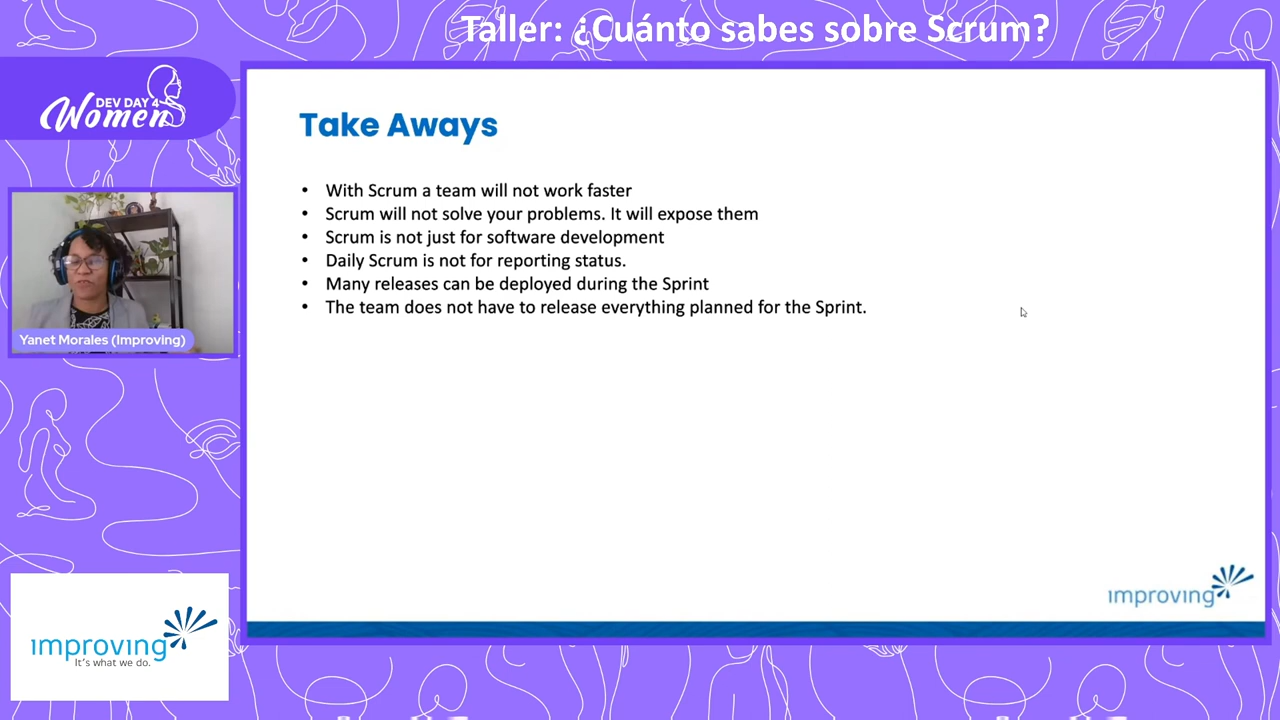 Taller: ¿Cuánto sabes sobre Scrum?
DEV DAY 4
Women
Take Aways
• With Scrum a team will not work faster
• Scrum will not solve your problems. It will expose them
• Scrum is not just for software development
• Daily Scrum is not for reporting status.
• Many releases can be deployed during the Sprint
• The team does not have to release everything planned for the Sprint.
Yanet Morales (Improving)
improving
improving
It's what we do.